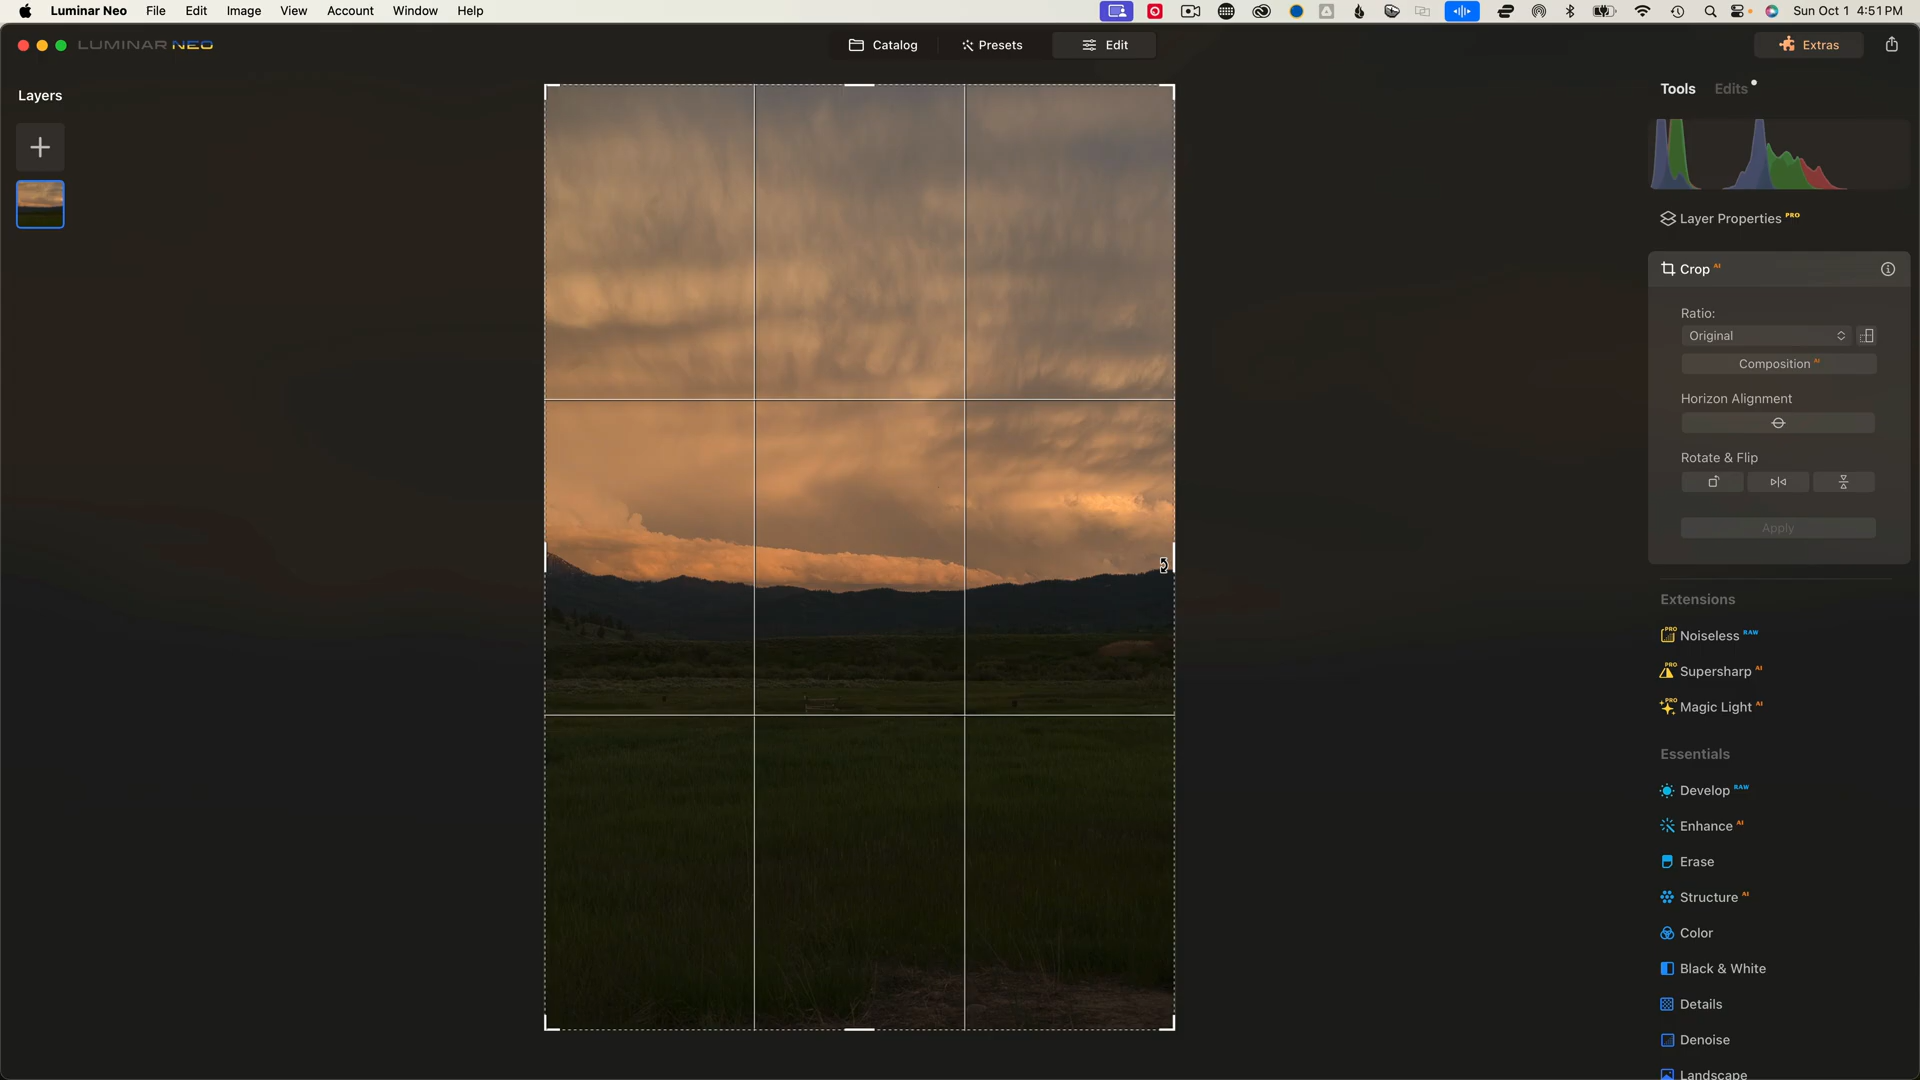 Luminar Neo File Edit Image View Account Window Help Sun Oct 1 4:51 PM
LUMINAR NEO Catalog Presets Edit Extras
Layers
Tools Edits
Layer Properties PRO
Crop AI
Ratio:
Original
Composition AI
Horizon Alignment
Rotate & Flip
Apply
Extensions
PRO Noiseless RAW
PRO Supersharp AI
PRO Magic Light AI
Essentials
Develop RAW
Enhance AI
Erase
Structure AI
Color
Black & White
Details
Denoise
Landscape